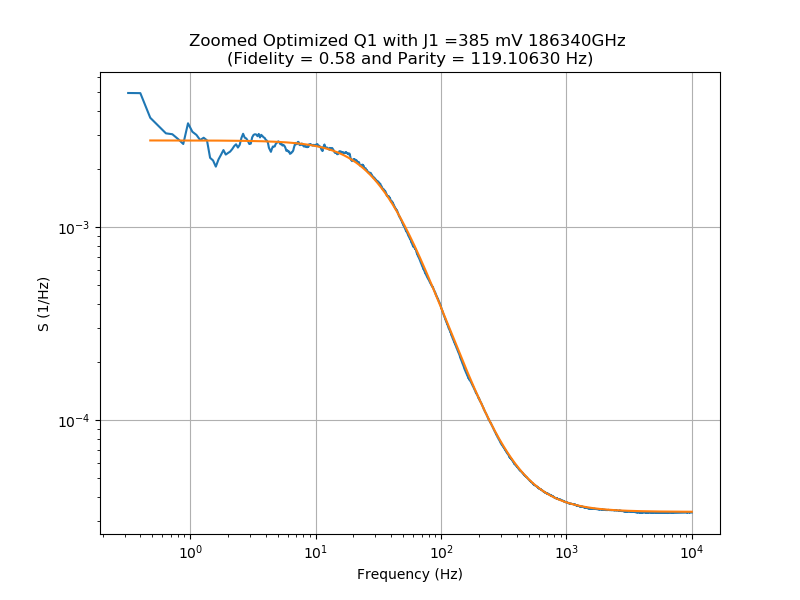 Zoomed Optimized Q1 with J1 =385 mV 186340GHz
(Fidelity = 0.58 and Parity = 119.10630 Hz)
S (1/Hz)
10⁻³
10⁻⁴
10⁰ 10¹ 10² 10³ 10⁴
Frequency (Hz)